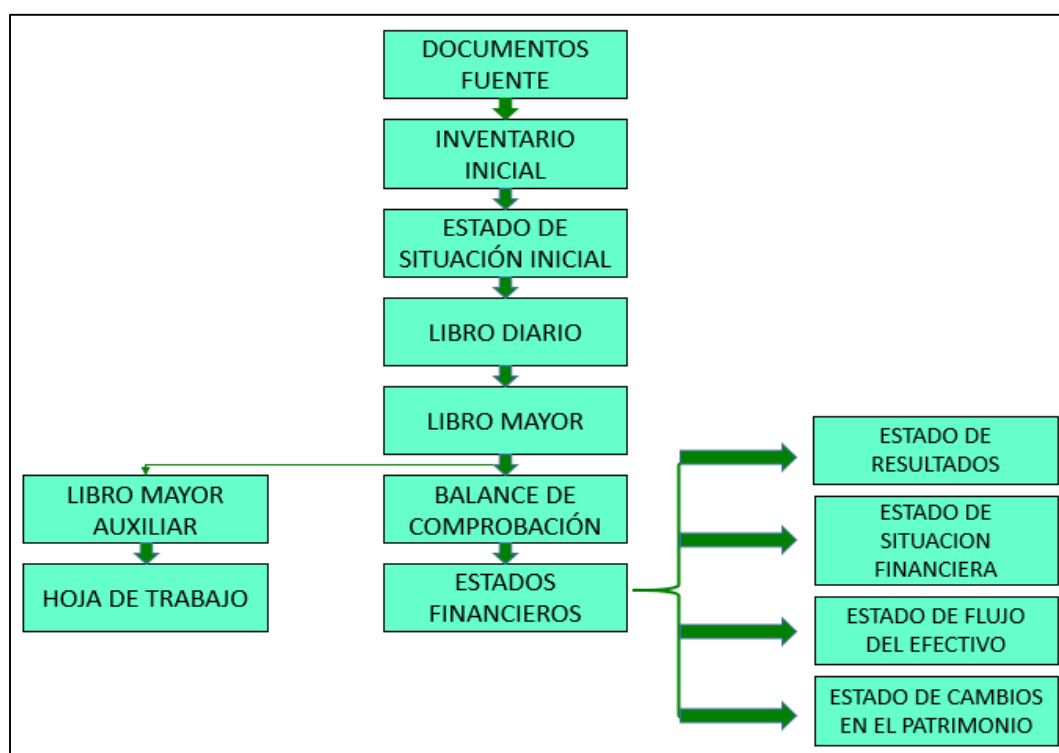 DOCUMENTOS
FUENTE
INVENTARIO
INICIAL
ESTADO DE
SITUACIÓN INICIAL
LIBRO DIARIO
LIBRO MAYOR
LIBRO MAYOR
AUXILIAR
BALANCE DE
COMPROBACIÓN
HOJA DE TRABAJO
ESTADOS
FINANCIEROS
ESTADO DE
RESULTADOS
ESTADO DE
SITUACION
FINANCIERA
ESTADO DE FLUJO
DEL EFECTIVO
ESTADO DE CAMBIOS
EN EL PATRIMONIO